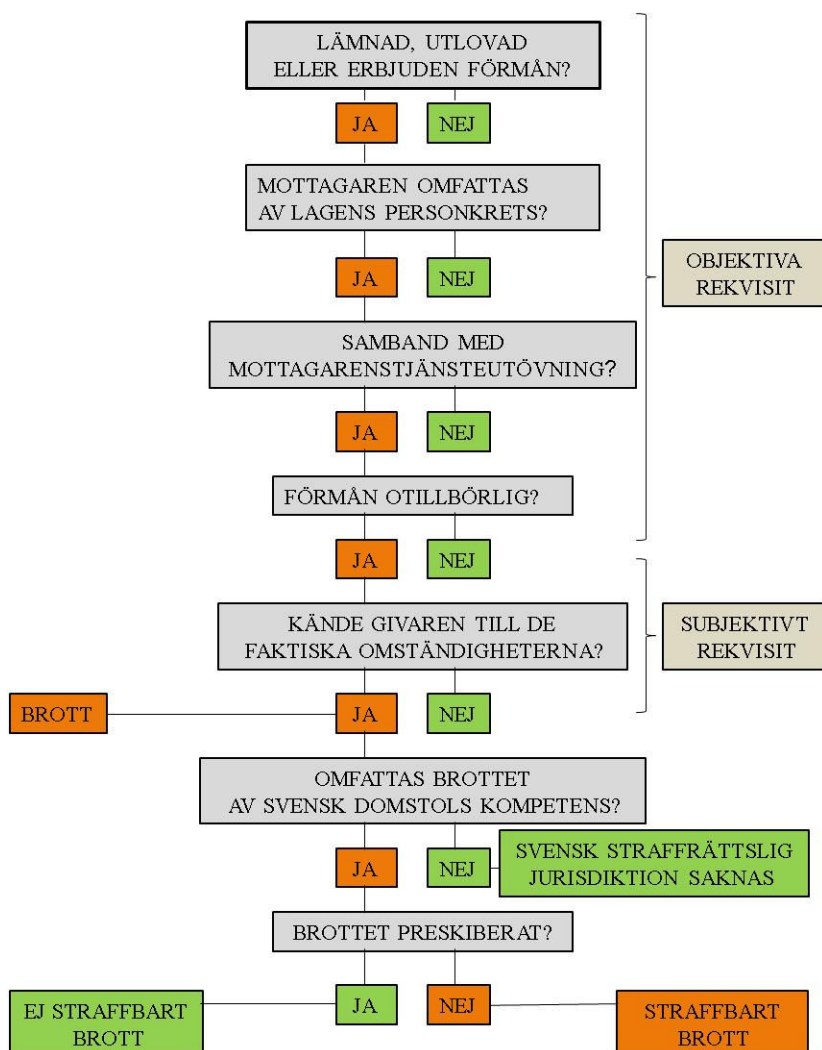 LÄMNAD, UTLOVAD
ELLER ERBJUDEN FÖRMÅN?
JA
NEJ
MOTTAGAREN OMFATTAS
AV LAGENS PERSONKRETS?
OBJEKTIVA
REKVISIT
JA
NEJ
SAMBAND MED
MOTTAGARENSTJÄNSTEUTÖVNING?
JA
NEJ
FÖRMÅN OTILLBÖRLIG?
JA
NEJ
KÄNDE GIVAREN TILL DE
FAKTISKA OMSTÄNDIGHETERNA?
SUBJEKTIVT
REKVISIT
BROTT
JA
NEJ
OMFATTAS BROTTET
AV SVENSK DOMSTOLS KOMPETENS?
JA
NEJ
SVENSK STRAFFRÄTTSLIG
JURISDIKTION SAKNAS
BROTTET PRESKIBERAT?
EJ STRAFFBART
BROTT
JA
NEJ
STRAFFBART
BROTT